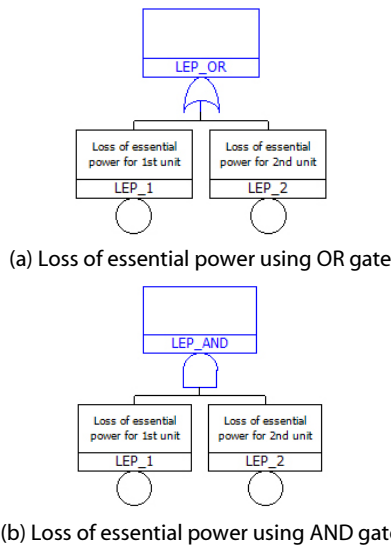 LEP_OR
Loss of essential power for 1st unit
Loss of essential power for 2nd unit
LEP_1
LEP_2
(a) Loss of essential power using OR gate
LEP_AND
Loss of essential power for 1st unit
Loss of essential power for 2nd unit
LEP_1
LEP_2
(b) Loss of essential power using AND gate